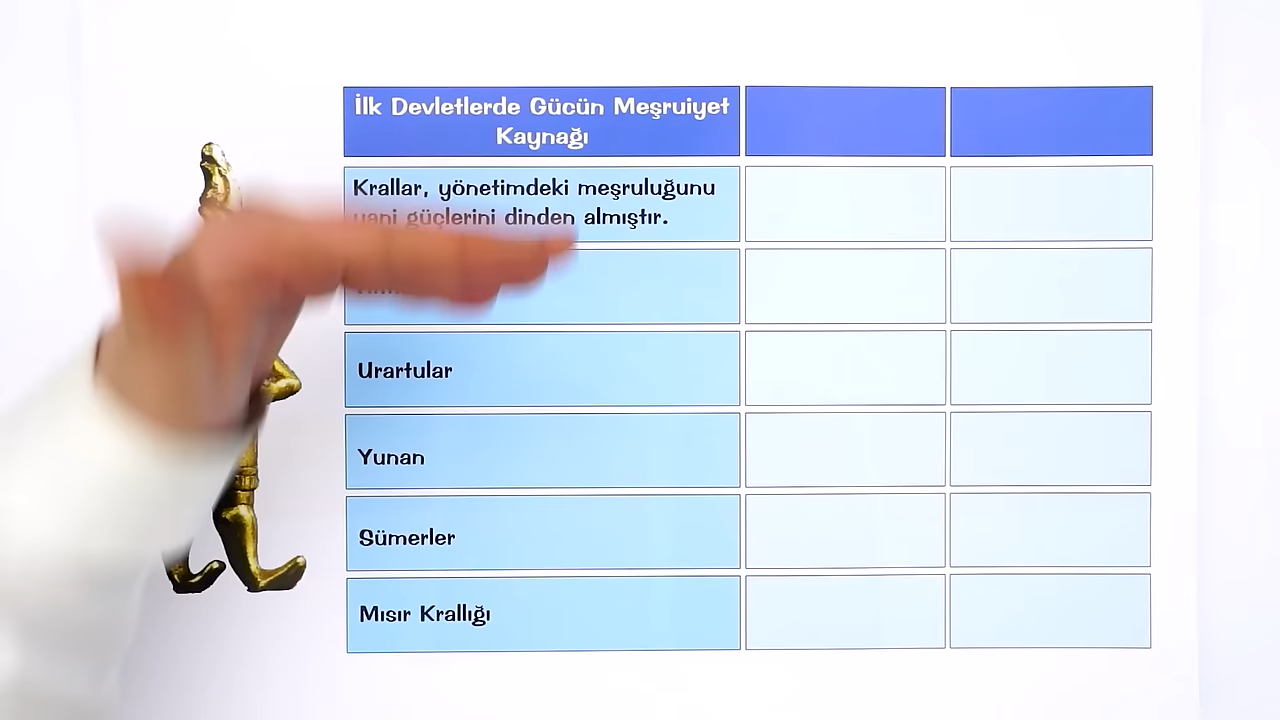 İlk Devletlerde Gücün Meşruiyet
Kaynağı
Krallar, yönetimdeki meşruluğunu
yani güçlerini dinden almıştır.
Urartular
Yunan
Sümerler
Mısır Krallığı